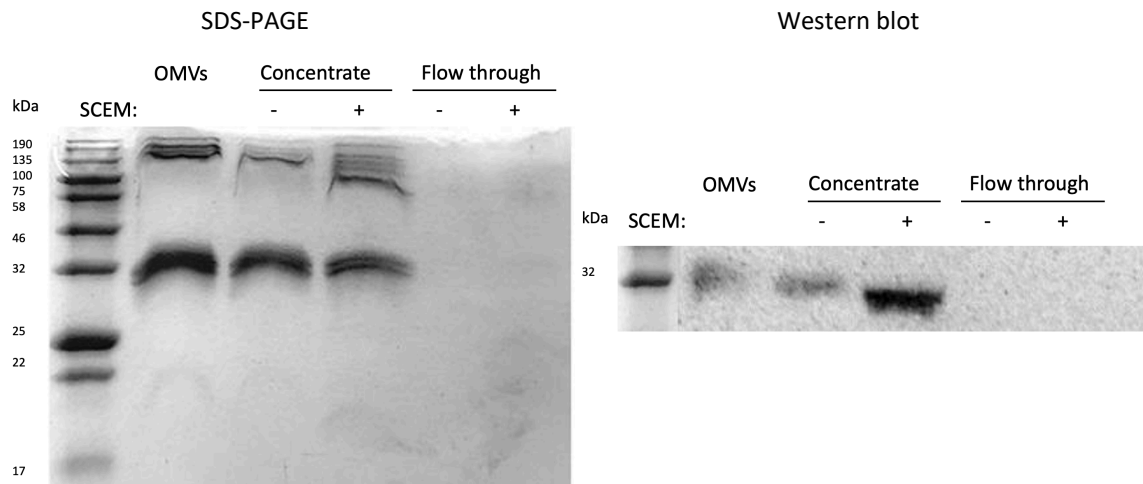 SDS-PAGE
OMVs Concentrate Flow through
kDa SCEM: - + - +
190
135
100
75
58
46
32
25
22
17
Western blot
OMVs Concentrate Flow through
kDa SCEM: - + - +
32